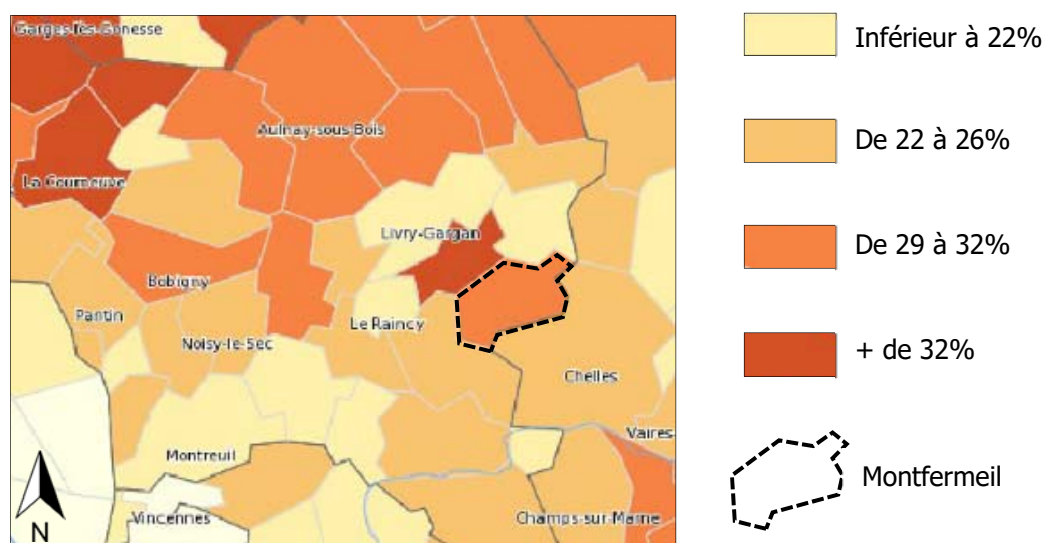 Garges-lès-Gonesse
Aulnay-sous-Bois
La Courneuve
Livry-Gargan
Bobigny
Pantin
Le Raincy
Noisy-le-Sec
Chelles
Vaires-
Montreuil
Vincennes
Champs-sur-Marne
N
Inférieur à 22%
De 22 à 26%
De 29 à 32%
+ de 32%
Montfermeil